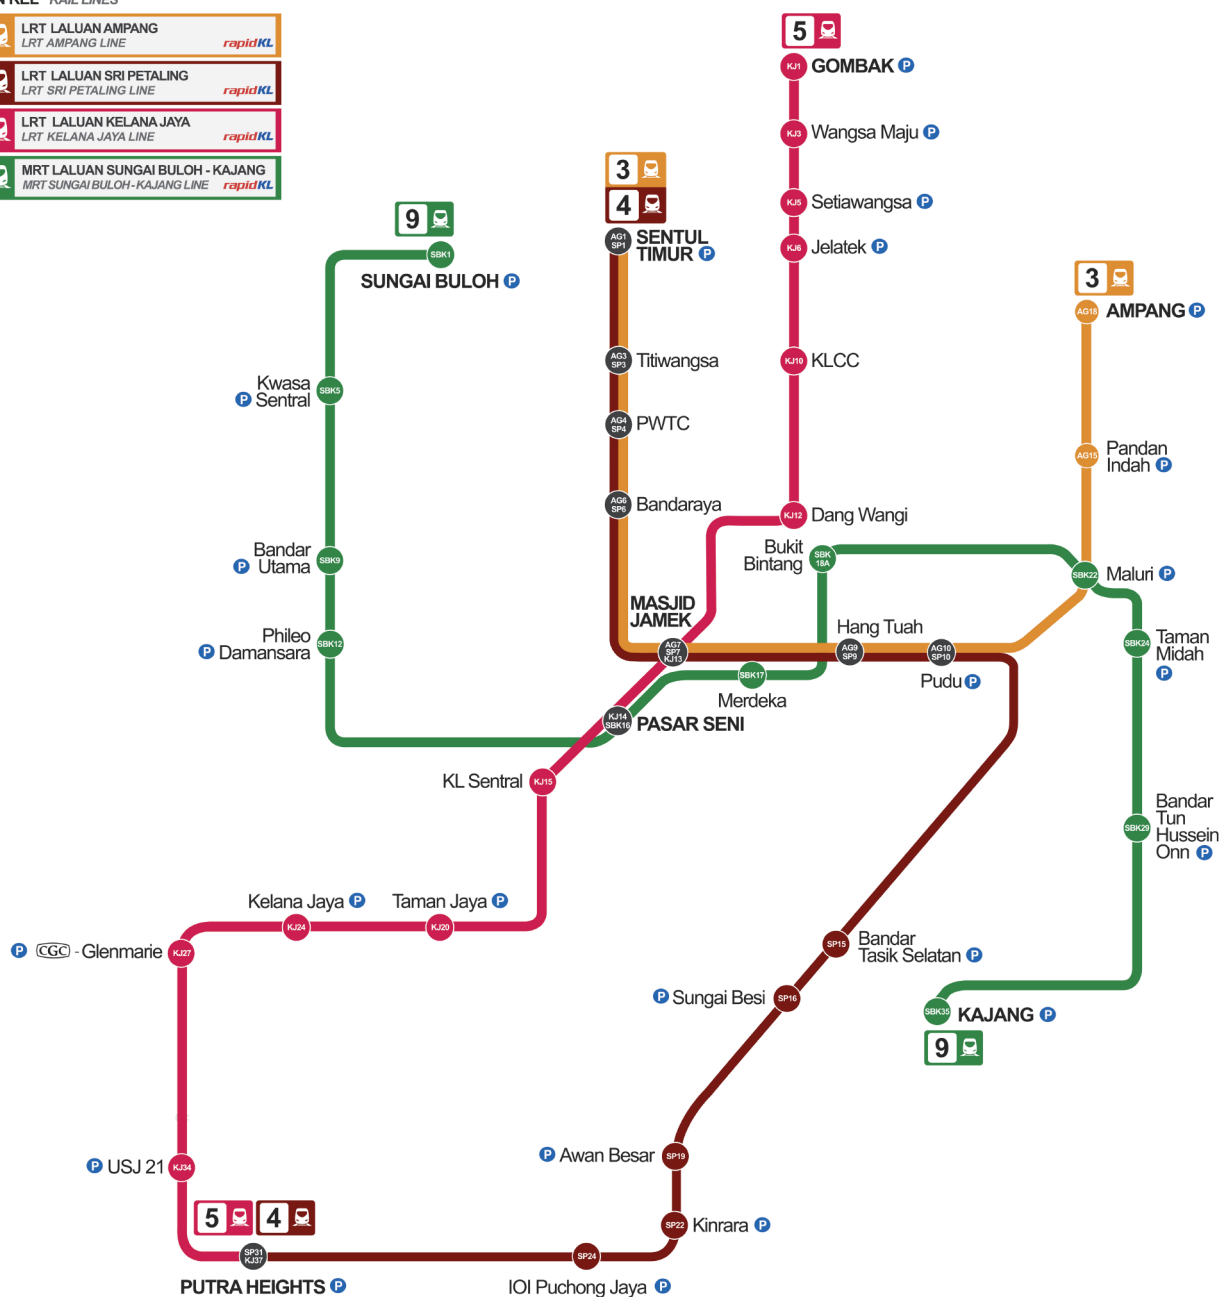 RAIL LINES
LRT LALUAN AMPANG
LRT AMPANG LINE
rapidKL
LRT LALUAN SRI PETALING
LRT SRI PETALING LINE
rapidKL
LRT LALUAN KELANA JAYA
LRT KELANA JAYA LINE
rapidKL
MRT LALUAN SUNGAI BULOH - KAJANG
MRT SUNGAI BULOH-KAJANG LINE
rapidKL
5
KJ1
GOMBAK P
KJ3
Wangsa Maju P
KJ5
Setiawangsa P
KJ6
Jelatek P
KJ10
KLCC
KJ12
Dang Wangi
3
4
AG1
SP1
SENTUL
TIMUR P
AG3
SP3
Titiwangsa
AG4
SP4
PWTC
AG6
SP6
Bandaraya
9
SBK1
SUNGAI BULOH P
Kwasa
P Sentral
SBK5
Bandar
P Utama
SBK9
Phileo
P Damansara
SBK12
3
AG18
AMPANG P
AG15
Pandan
Indah P
Bukit
Bintang
SBK
18A
SBK22
Maluri P
MASJID
JAMEK
AG7
SP7
KJ13
Hang Tuah
AG9
SP9
AG10
SP10
Pudu P
SBK17
Merdeka
KJ14
SBK16
PASAR SENI
SBK24
Taman
Midah
P
KL Sentral
KJ15
SBK29
Bandar
Tun
Hussein
Onn P
Kelana Jaya P
KJ24
Taman Jaya P
KJ20
P CGC - Glenmarie
KJ27
SP15
Bandar
Tasik Selatan P
P Sungai Besi
SP16
SBK35
KAJANG P
9
P Awan Besar
SP19
P USJ 21
KJ34
SP22
Kinrara P
5
4
SP31
KJ37
PUTRA HEIGHTS P
SP24
IOI Puchong Jaya P